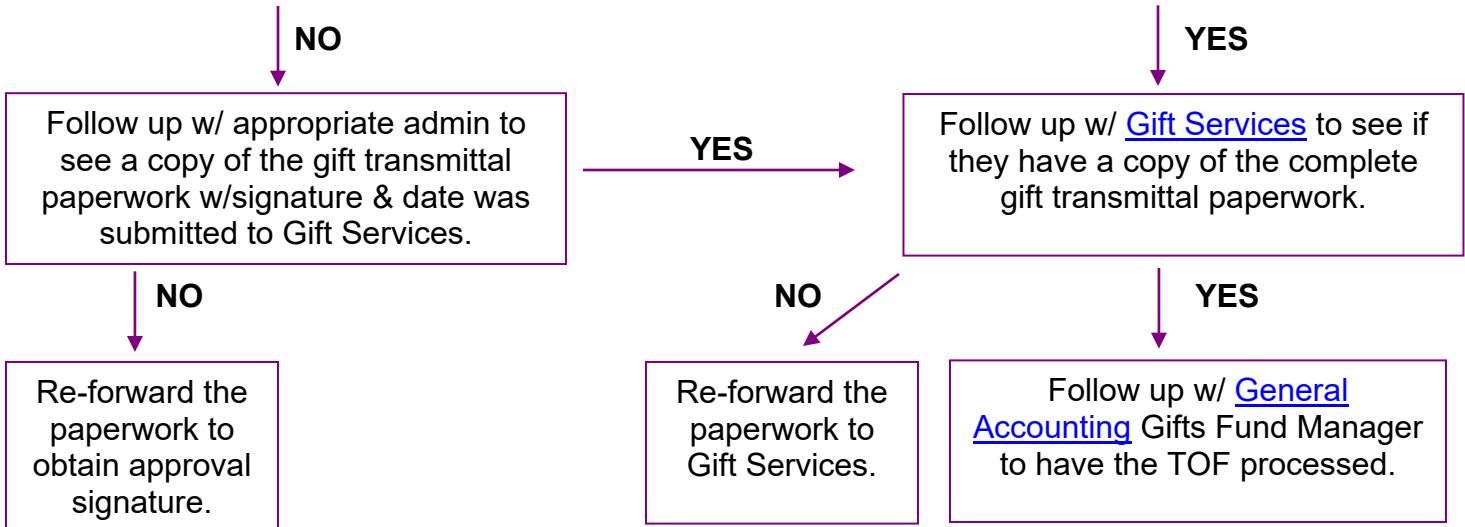 NO
YES
Follow up w/ appropriate admin to
see a copy of the gift transmittal
paperwork w/signature & date was
submitted to Gift Services.
YES
Follow up w/ Gift Services to see if
they have a copy of the complete
gift transmittal paperwork.
NO
NO
YES
Re-forward the
paperwork to
obtain approval
signature.
Re-forward the
paperwork to
Gift Services.
Follow up w/ General
Accounting Gifts Fund Manager
to have the TOF processed.